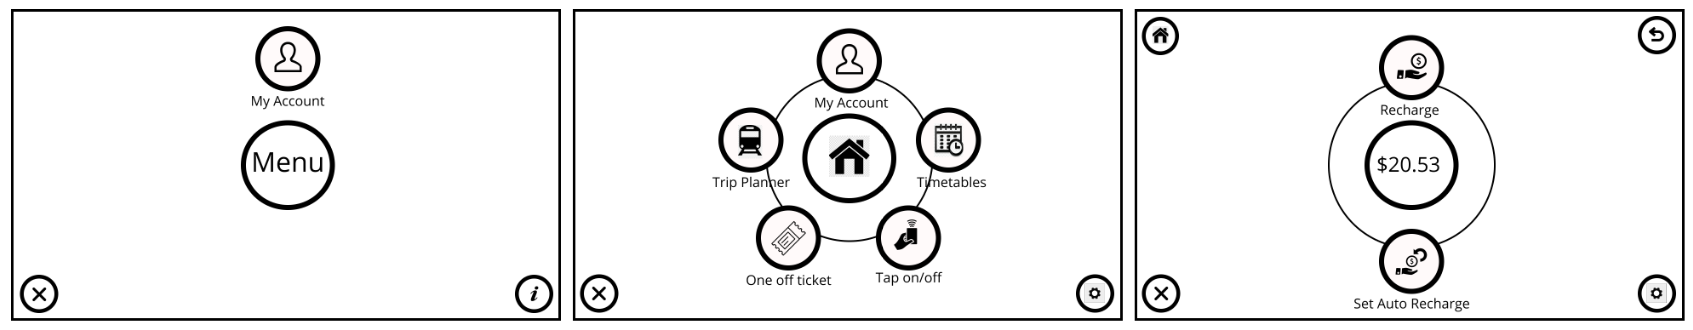 My Account
Menu
i
My Account
Trip Planner
Timetables
One off ticket
Tap on/off
Recharge
$20.53
Set Auto Recharge